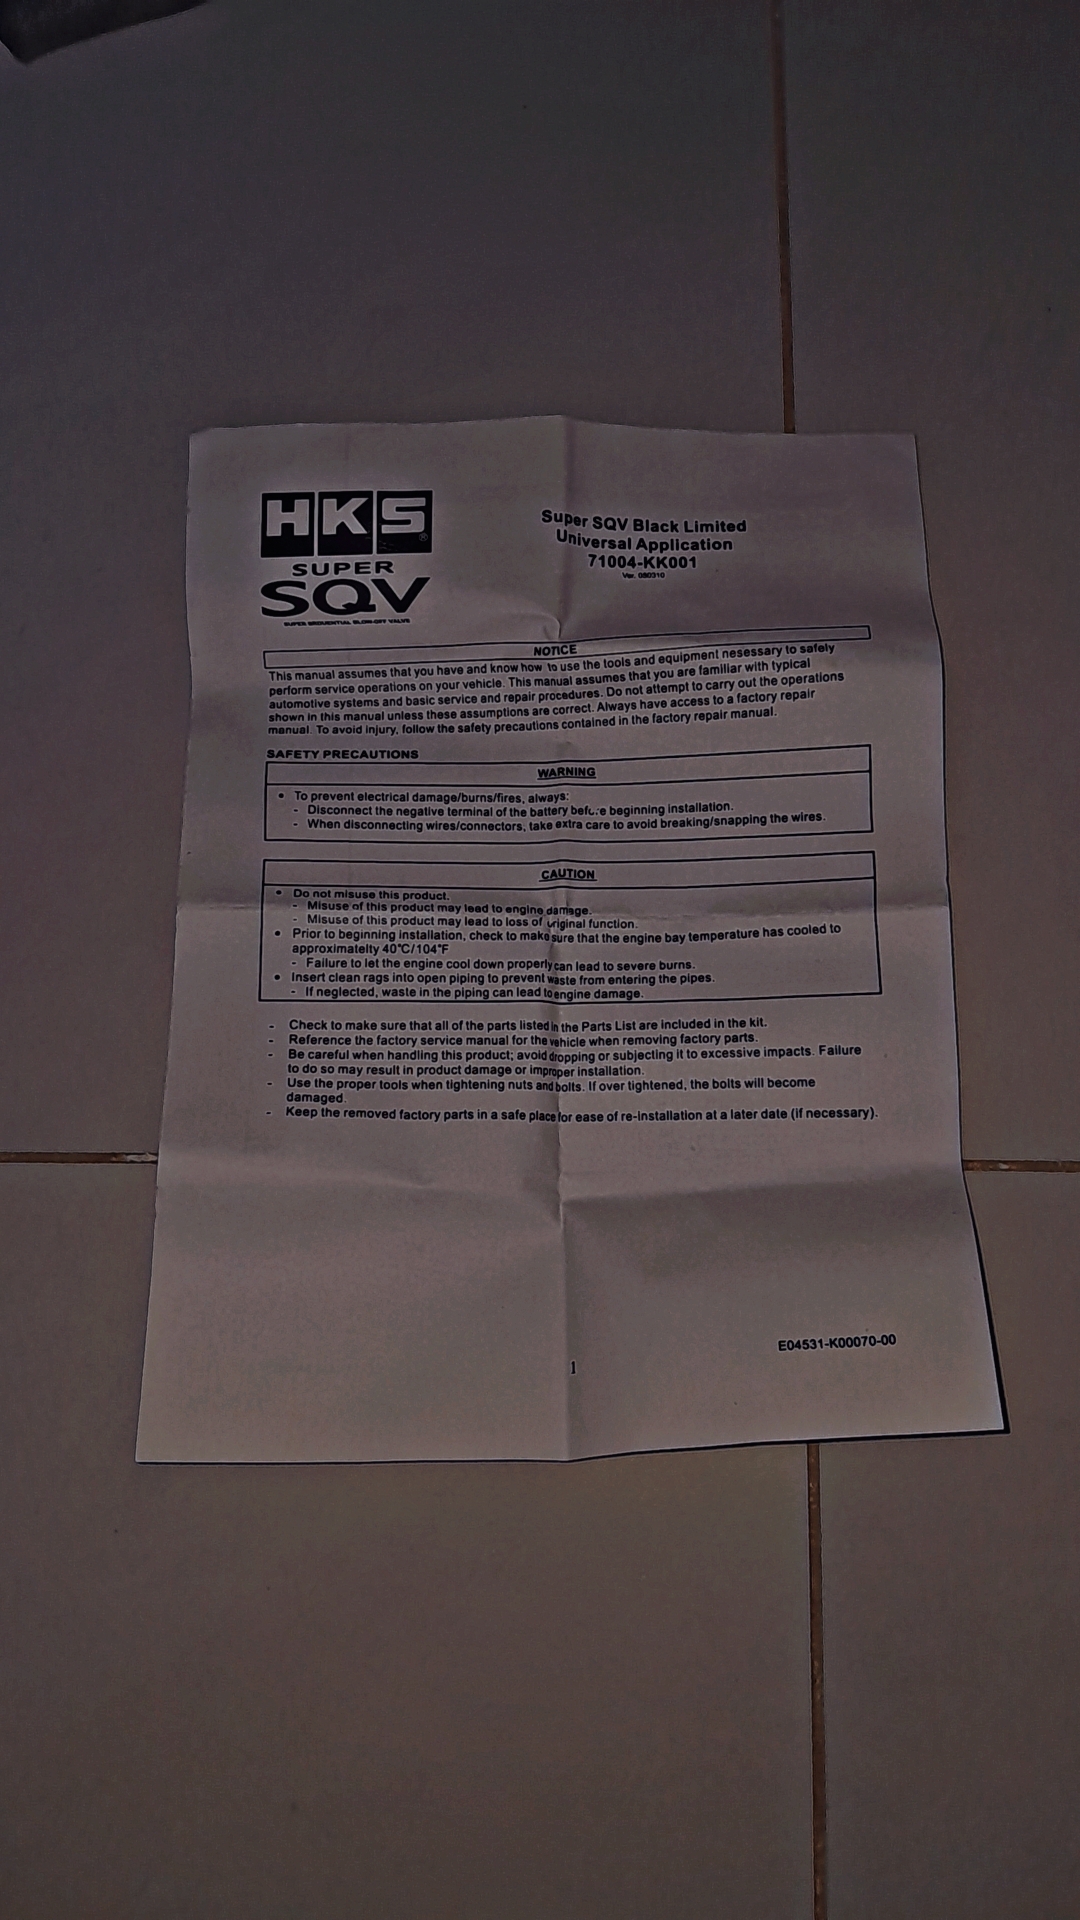 HKS®
SUPER
SQV
SUPER SEQUENTIAL BLOW-OFF VALVE
Super SQV Black Limited
Universal Application
71004-KK001
Ver. 080310
NOTICE
This manual assumes that you have and know how to use the tools and equipment nesessary to safely
perform service operations on your vehicle. This manual assumes that you are familiar with typical
automotive systems and basic service and repair procedures. Do not attempt to carry out the operations
shown in this manual unless these assumptions are correct. Always have access to a factory repair
manual. To avoid injury, follow the safety precautions contained in the factory repair manual.
SAFETY PRECAUTIONS
WARNING
• To prevent electrical damage/burns/fires, always:
- Disconnect the negative terminal of the battery before beginning installation.
- When disconnecting wires/connectors, take extra care to avoid breaking/snapping the wires.
CAUTION
• Do not misuse this product.
- Misuse of this product may lead to engine damage.
- Misuse of this product may lead to loss of original function.
• Prior to beginning installation, check to make sure that the engine bay temperature has cooled to
approximatelty 40°C/104°F
- Failure to let the engine cool down properly can lead to severe burns.
• Insert clean rags into open piping to prevent waste from entering the pipes.
- If neglected, waste in the piping can lead to engine damage.
- Check to make sure that all of the parts listed in the Parts List are included in the kit.
- Reference the factory service manual for the vehicle when removing factory parts.
- Be careful when handling this product; avoid dropping or subjecting it to excessive impacts. Failure
to do so may result in product damage or improper installation.
- Use the proper tools when tightening nuts and bolts. If over tightened, the bolts will become
damaged.
- Keep the removed factory parts in a safe place for ease of re-installation at a later date (if necessary).
E04531-K00070-00
1